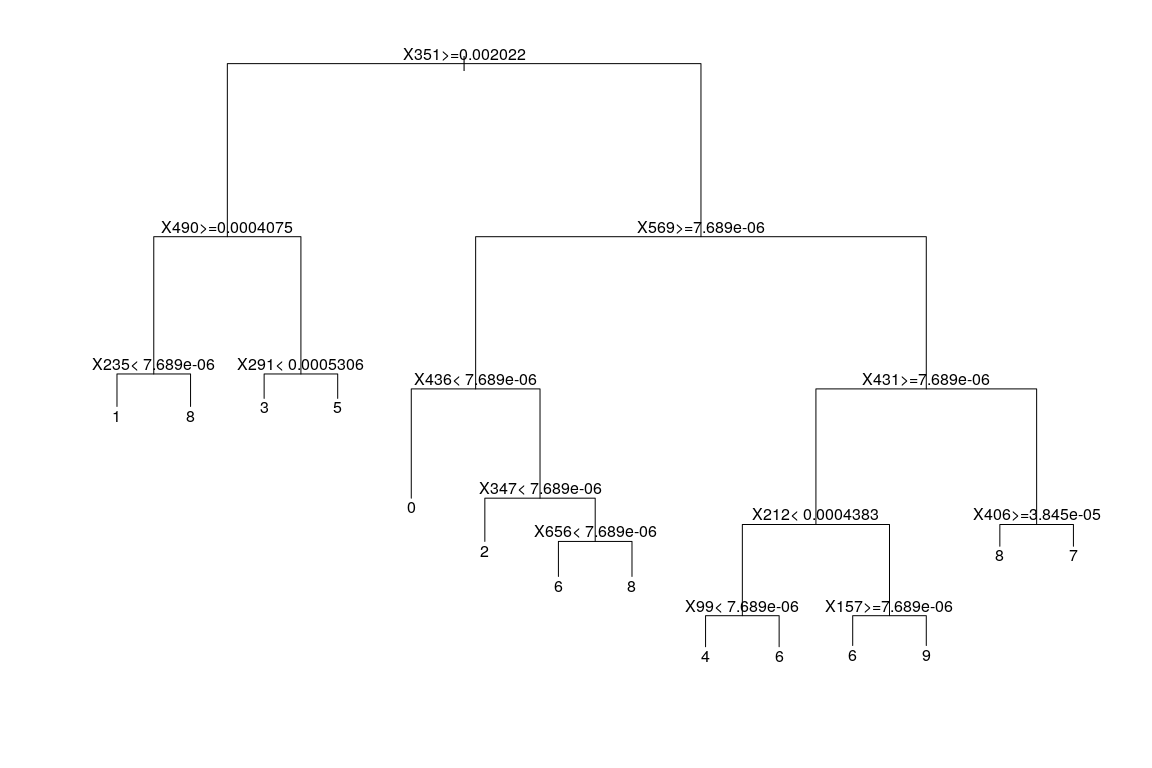 X351>=0.002022
X490>=0.0004075
X569>=7.689e-06
X235< 7.689e-06
X291< 0.0005306
X436< 7.689e-06
X431>=7.689e-06
1
8
3
5
X347< 7.689e-06
0
X212< 0.0004383
X406>=3.845e-05
X656< 7.689e-06
2
8
7
6
8
X99< 7.689e-06
X157>=7.689e-06
4
6
6
9